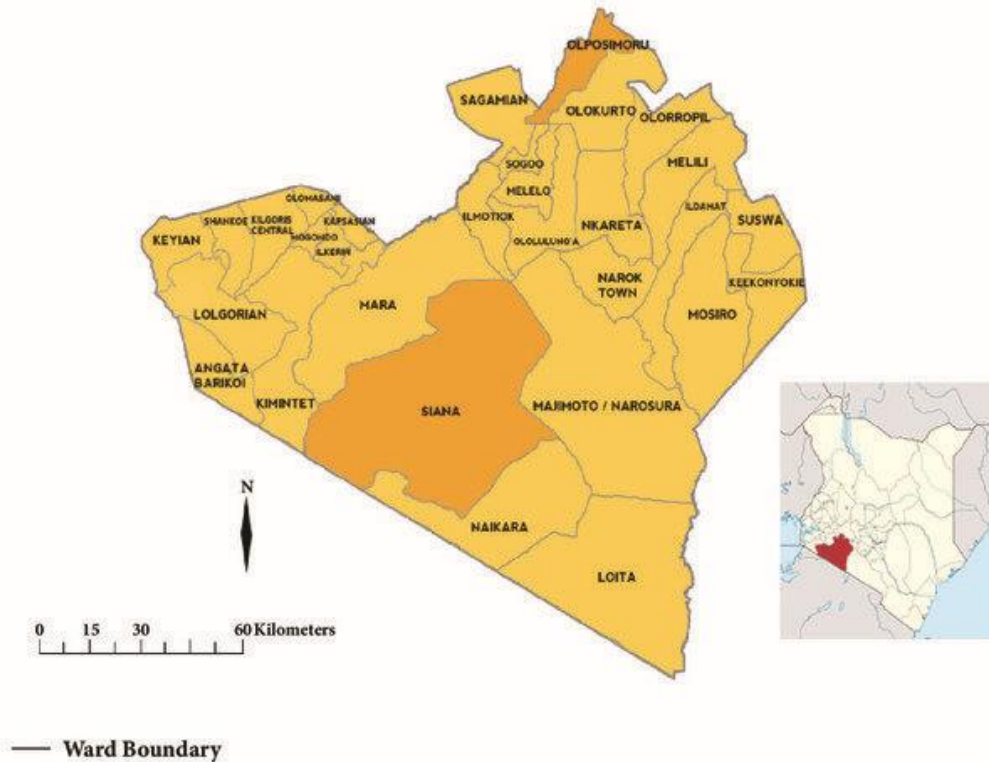 OLPOSIMORU
SAGAMIAN
OLOKURTO
OLORROPIL
SOGOO
MELILI
MELELO
OLOMASANI
ILDAMAT
SHANKOE
KILGORIS
CENTRAL
KAPSASIAN
ILMOTIOK
NKARETA
SUSWA
KEYIAN
MOGONDO
ILKERIN
OLOLULUNG'A
NAROK
TOWN
KEEKONYOKIE
MARA
LOLGORIAN
MOSIRO
ANGATA
BARIKOI
KIMINTET
SIANA
MAJIMOTO / NAROSURA
N
NAIKARA
LOITA
0 15 30 60 Kilometers
Ward Boundary